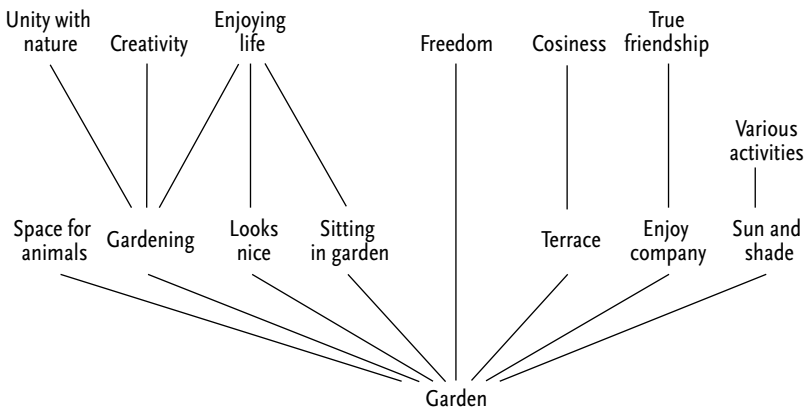 Unity with
nature
Creativity
Enjoying
life
Freedom
Cosiness
True
friendship
Various
activities
Space for
animals
Gardening
Looks
nice
Sitting
in garden
Terrace
Enjoy
company
Sun and
shade
Garden